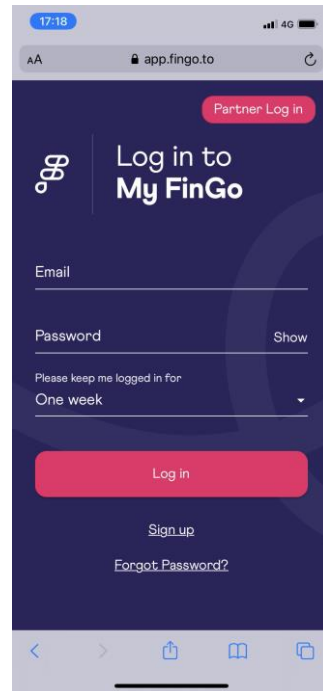 17:18
4G
AA
app.fingo.to
Partner Log in
Log in to
My FinGo
Email
Password
Show
Please keep me logged in for
One week
Log in
Sign up
Forgot Password?